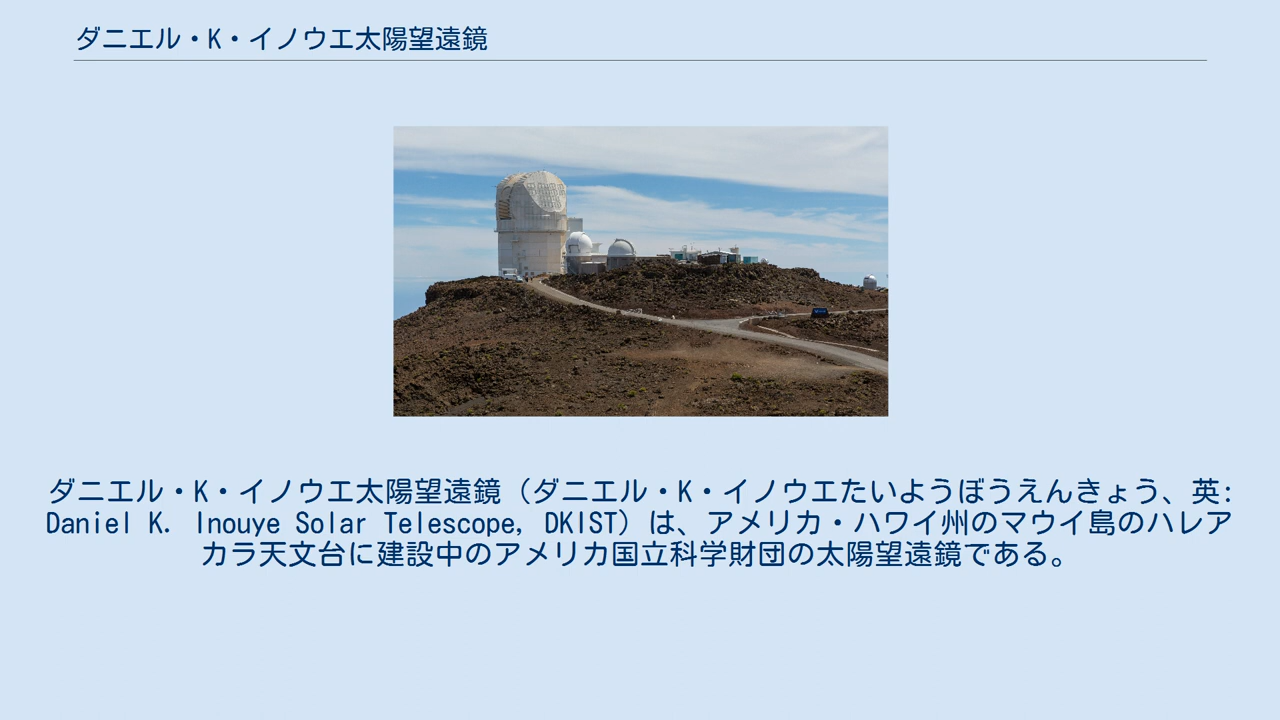 ダニエル・K・イノウエ太陽望遠鏡
ダニエル・K・イノウエ太陽望遠鏡（ダニエル・K・イノウエたいようぼうえんきょう、英:
Daniel K. Inouye Solar Telescope, DKIST）は、アメリカ・ハワイ州のマウイ島のハレア
カラ天文台に建設中のアメリカ国立科学財団の太陽望遠鏡である。